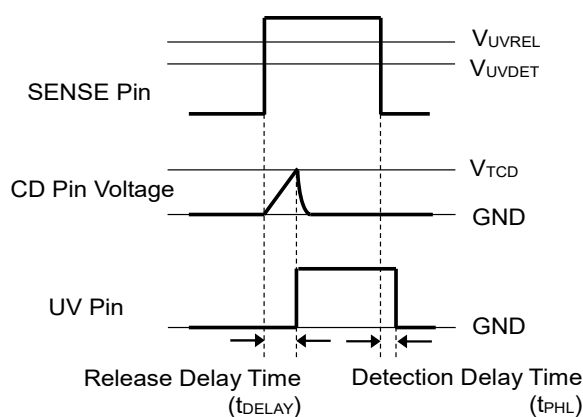 VUVREL
VUVDET
SENSE Pin
VTCD
CD Pin Voltage
GND
UV Pin
GND
Release Delay Time
(tDELAY)
Detection Delay Time
(tPHL)